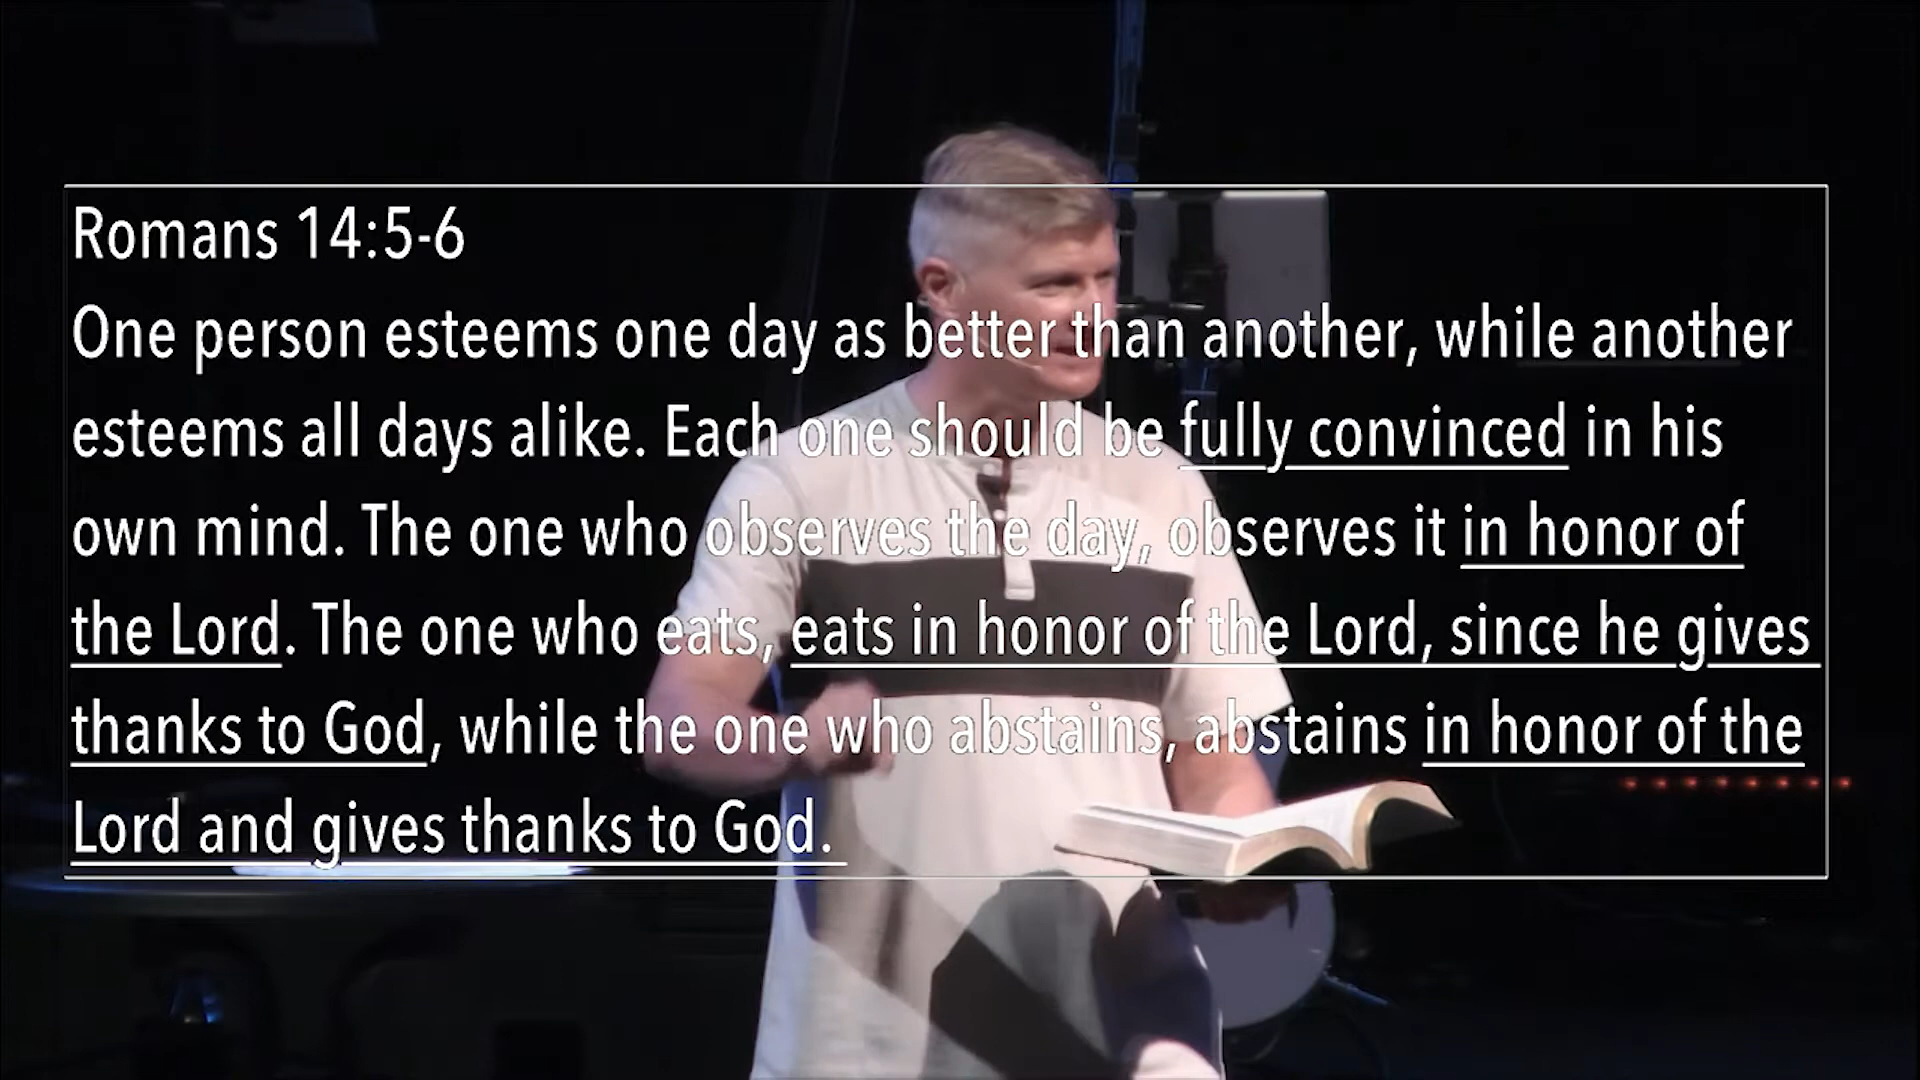 Romans 14:5-6
One person esteems one day as better than another, while another
esteems all days alike. Each one should be fully convinced in his
own mind. The one who observes the day, observes it in honor of
the Lord. The one who eats, eats in honor of the Lord, since he gives
thanks to God, while the one who abstains, abstains in honor of the
Lord and gives thanks to God.